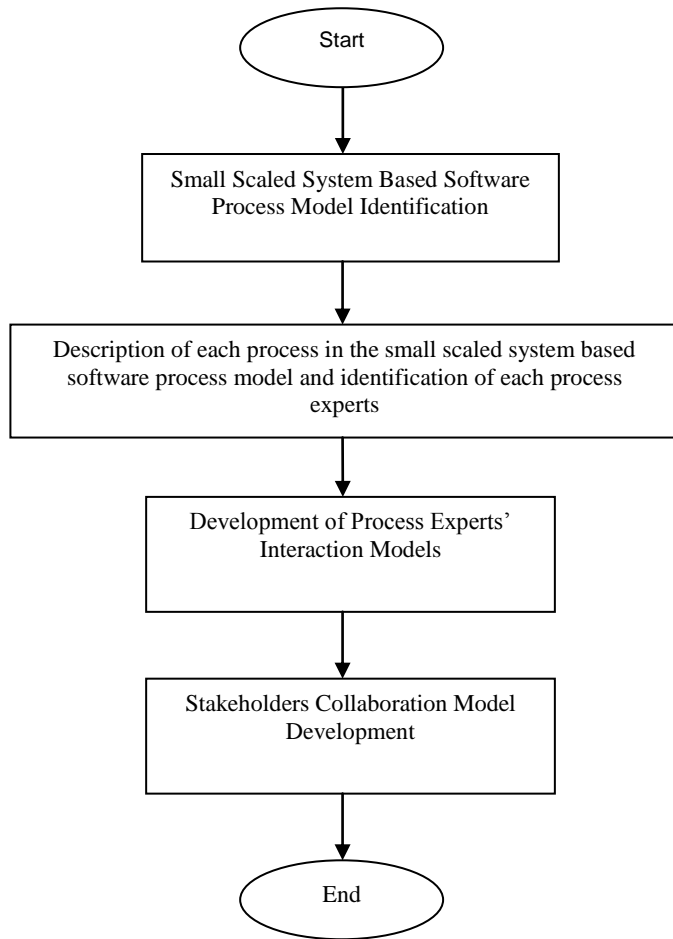 Start
Small Scaled System Based Software
Process Model Identification
Description of each process in the small scaled system based
software process model and identification of each process
experts
Development of Process Experts’
Interaction Models
Stakeholders Collaboration Model
Development
End